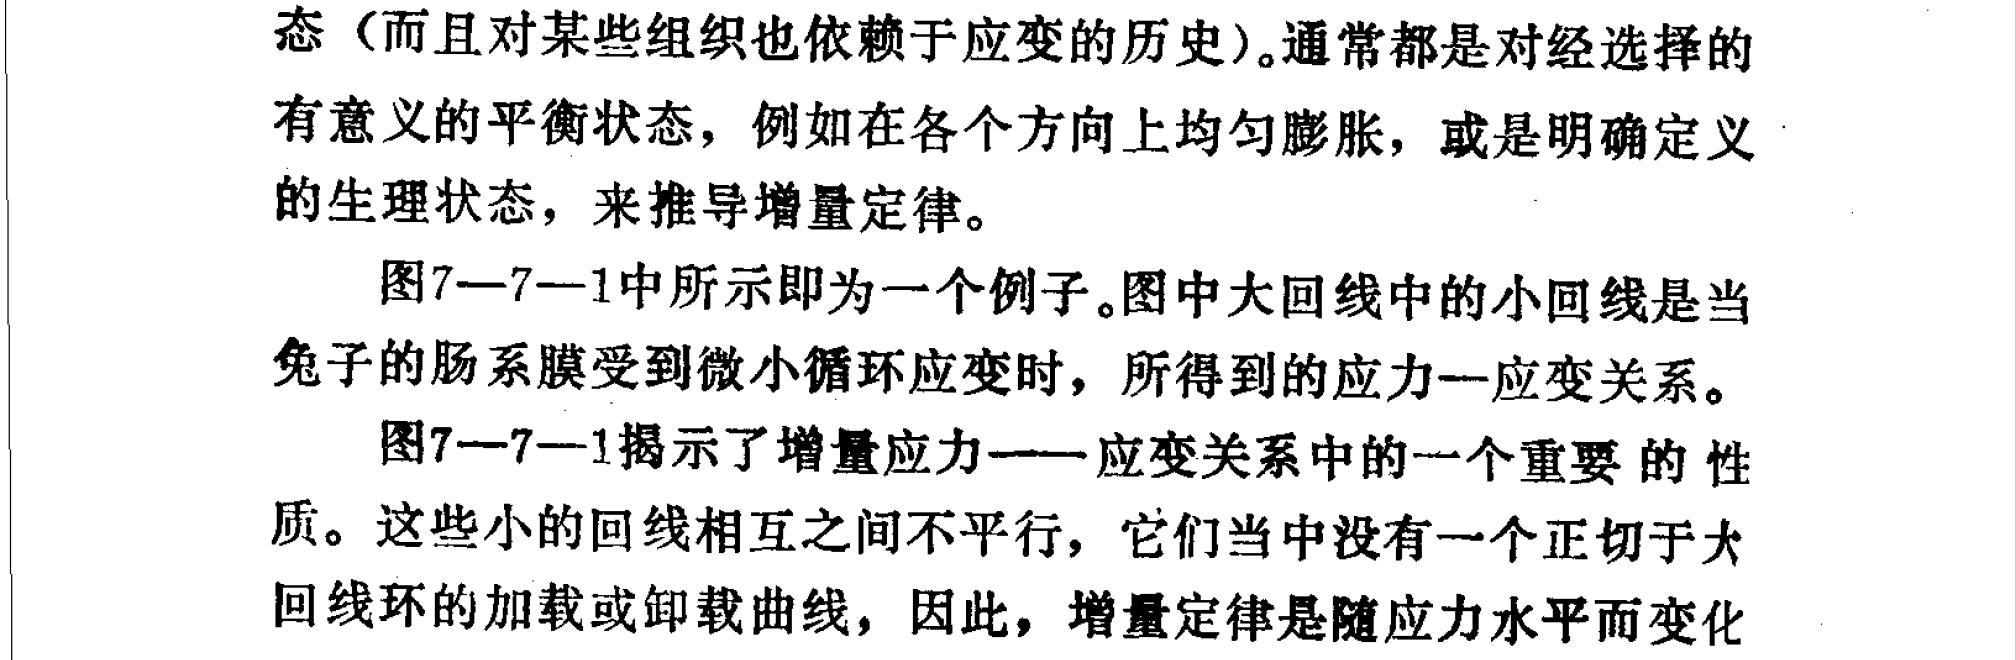 态（而且对某些组织也依赖于应变的历史）。通常都是对经选择的
有意义的平衡状态，例如在各个方向上均匀膨胀，或是明确定义
的生理状态，来推导增量定律。
图7—7—1中所示即为一个例子。图中大回线中的小回线是当
兔子的肠系膜受到微小循环应变时，所得到的应力—应变关系。
图7—7—1揭示了增量应力——应变关系中的一个重要的性
质。这些小的回线相互之间不平行，它们当中没有一个正切于大
回线环的加载或卸载曲线，因此，增量定律是随应力水平而变化